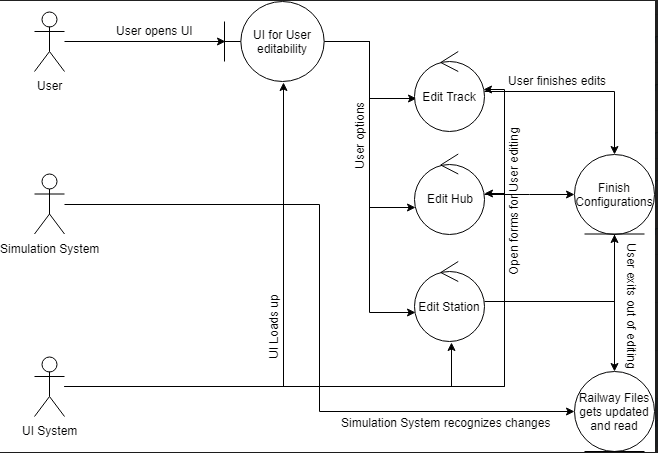 User opens UI
UI for User
editability
User
User options
Edit Track
User finishes edits
Open forms for User editing
Edit Hub
Finish
Configurations
Simulation System
UI Loads up
Edit Station
User exits out of editing
UI System
Simulation System recognizes changes
Railway Files
gets updated
and read